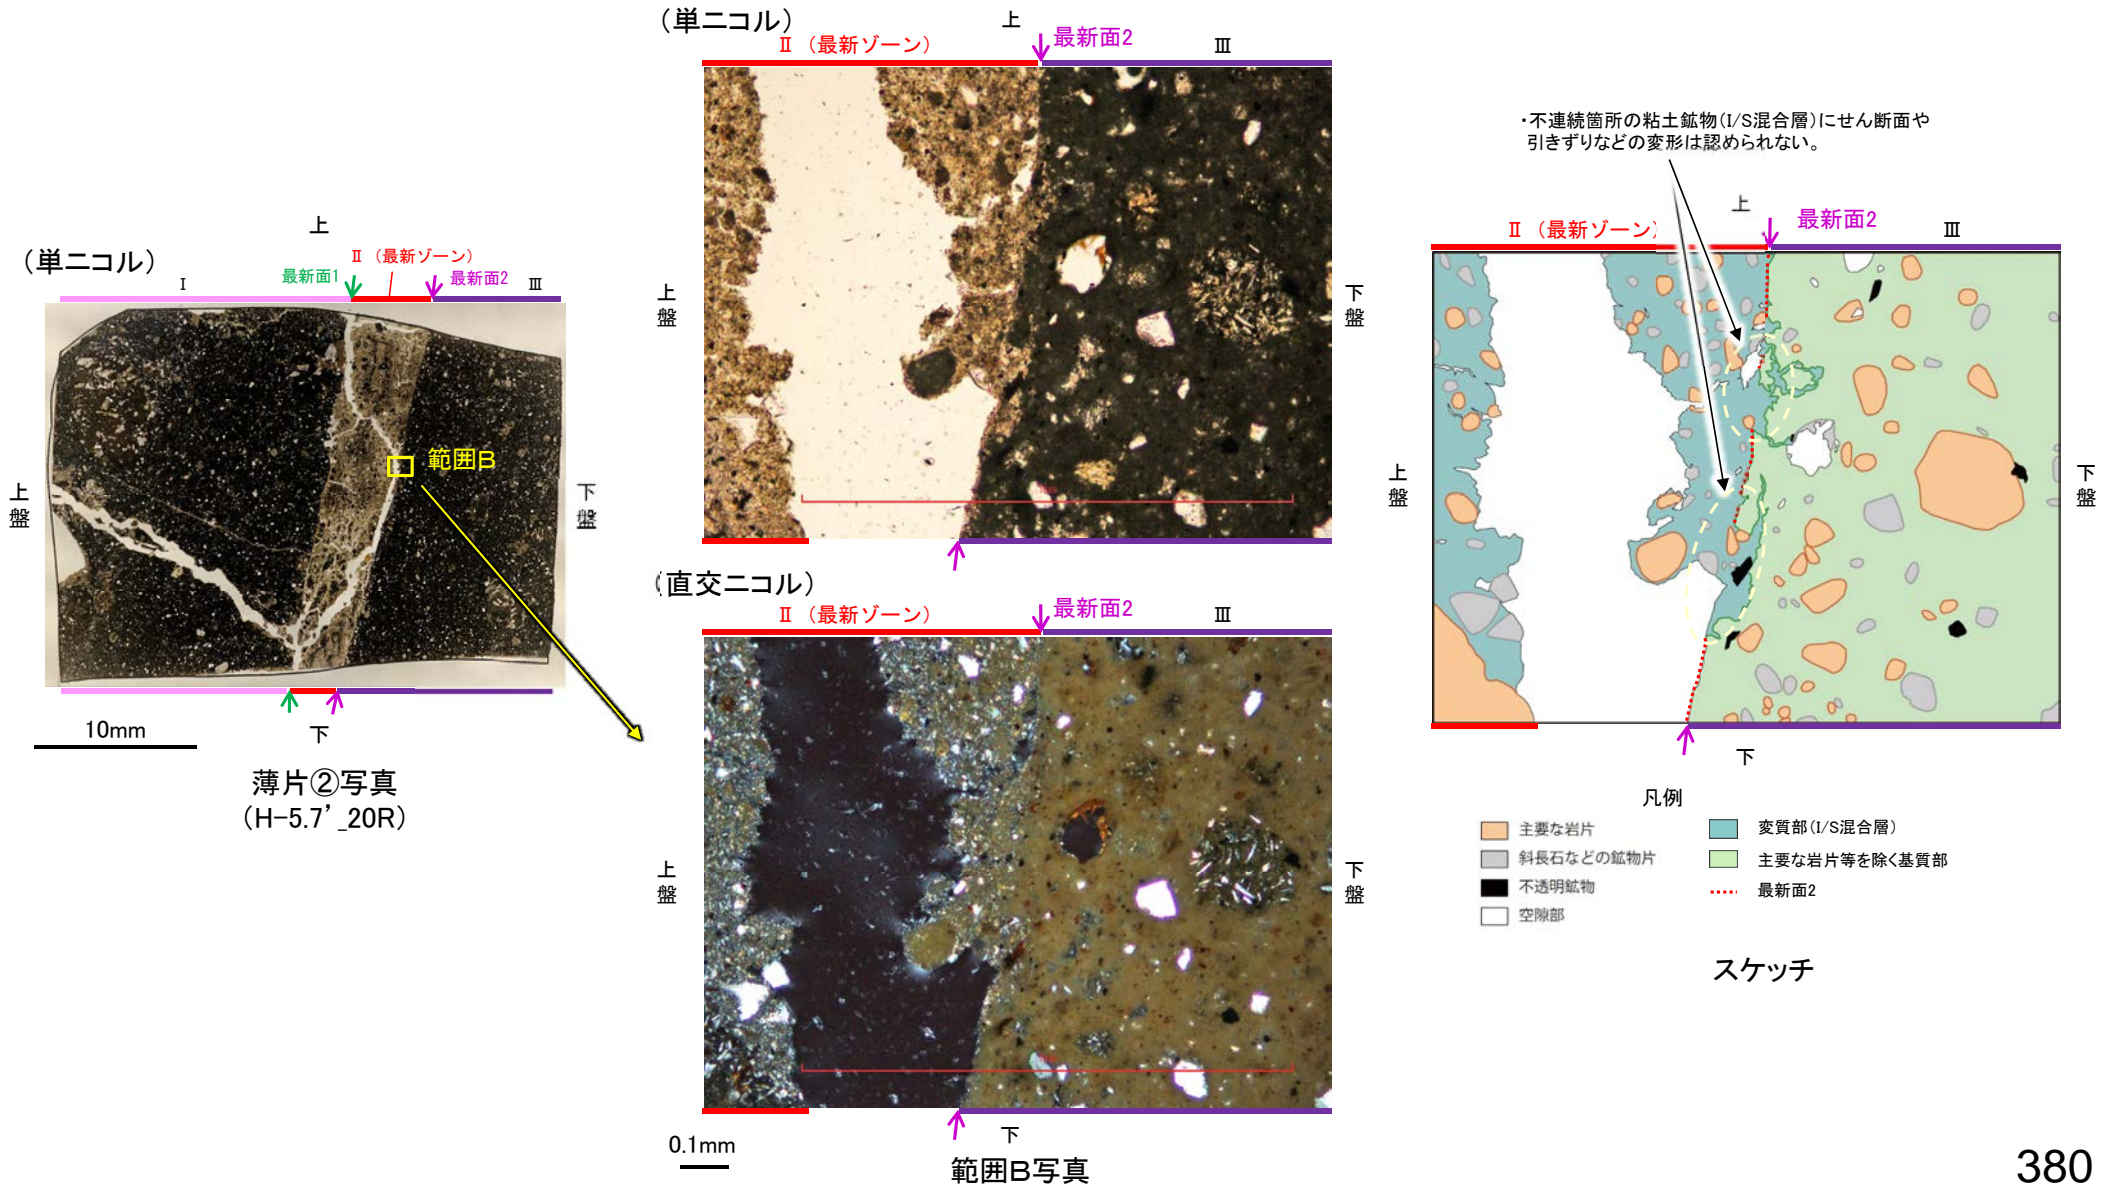 (単ニコル)
上
Ⅱ (最新ゾーン)
最新面1
最新面2
Ⅰ
Ⅲ
上盤
下盤
範囲B
下
10mm
薄片②写真
(H-5.7’_20R)
(単ニコル)
上
Ⅱ (最新ゾーン)
最新面2
Ⅲ
上盤
下盤
(直交ニコル)
Ⅱ (最新ゾーン)
最新面2
Ⅲ
上盤
下盤
下
0.1mm
範囲B写真
・不連続箇所の粘土鉱物(I/S混合層)にせん断面や
引きずりなどの変形は認められない。
上
Ⅱ (最新ゾーン)
最新面2
Ⅲ
上盤
下盤
下
凡例
主要な岩片
斜長石などの鉱物片
不透明鉱物
空隙部
変質部(I/S混合層)
主要な岩片等を除く基質部
最新面2
スケッチ
380